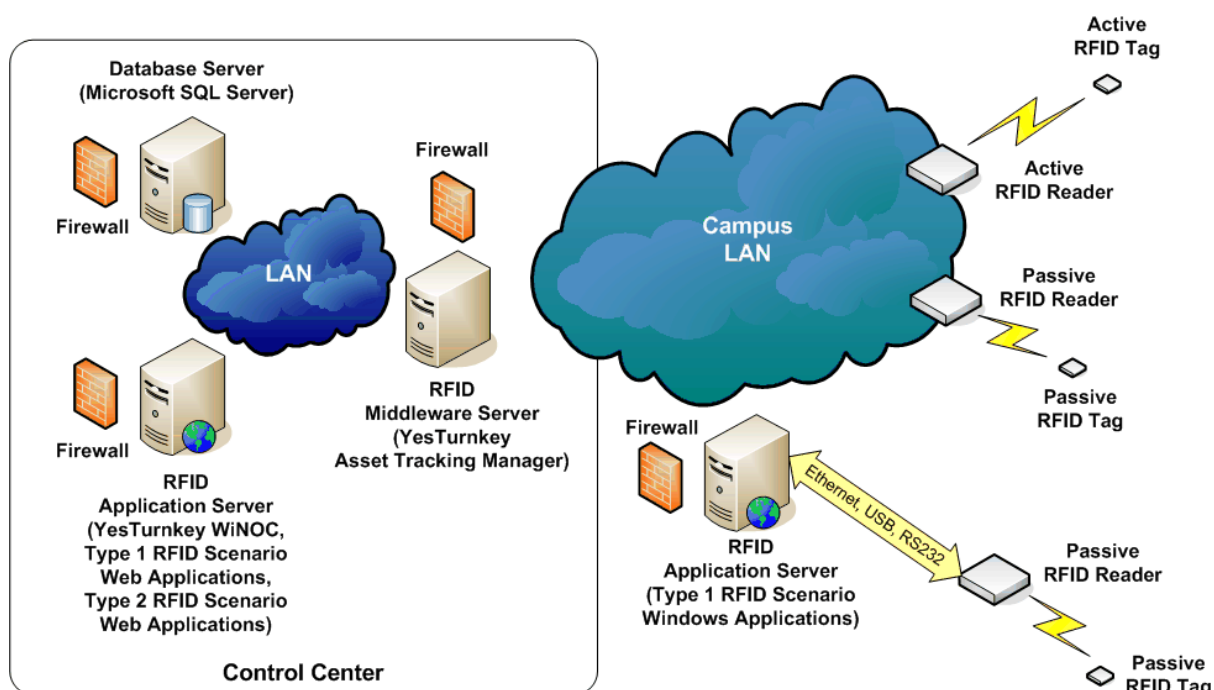 Database Server
(Microsoft SQL Server)
Firewall
Firewall
LAN
Firewall
RFID
Application Server
(YesTurnkey WiNOC,
Type 1 RFID Scenario
Web Applications,
Type 2 RFID Scenario
Web Applications)
RFID
Middleware Server
(YesTurnkey
Asset Tracking Manager)
Control Center
Campus
LAN
Active
RFID Tag
Active
RFID Reader
Passive
RFID Reader
Passive
RFID Tag
Firewall
RFID
Application Server
(Type 1 RFID Scenario
Windows Applications)
Ethernet, USB, RS232
Passive
RFID Reader
Passive
RFID Tag